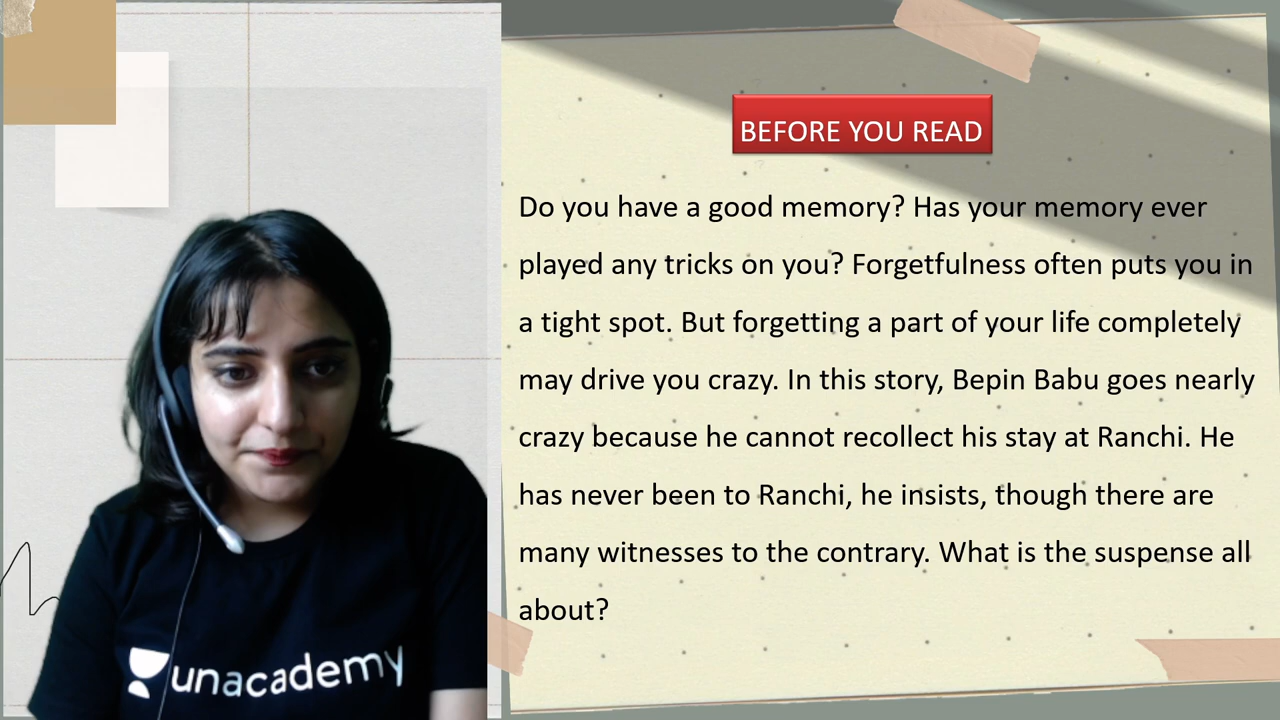 BEFORE YOU READ
Do you have a good memory? Has your memory ever
played any tricks on you? Forgetfulness often puts you in
a tight spot. But forgetting a part of your life completely
may drive you crazy. In this story, Bepin Babu goes nearly
crazy because he cannot recollect his stay at Ranchi. He
has never been to Ranchi, he insists, though there are
many witnesses to the contrary. What is the suspense all
about?
unacademy